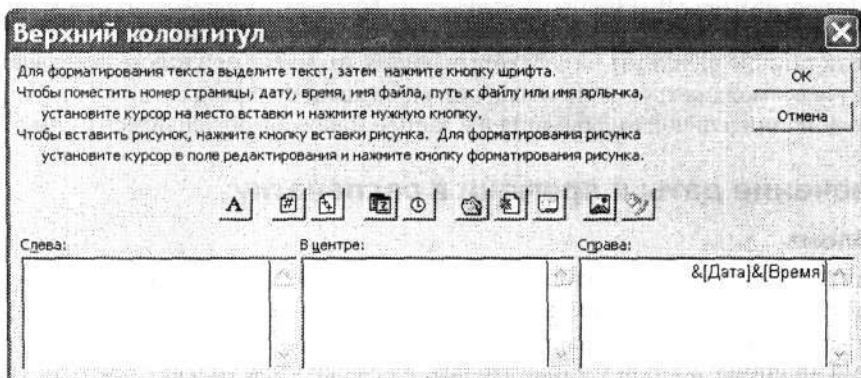 Верхний колонтитул
Для форматирования текста выделите текст, затем нажмите кнопку шрифта.
Чтобы поместить номер страницы, дату, время, имя файла, путь к файлу или имя ярлычка,
установите курсор на место вставки и нажмите нужную кнопку.
Чтобы вставить рисунок, нажмите кнопку вставки рисунка. Для форматирования рисунка
установите курсор в поле редактирования и нажмите кнопку форматирования рисунка.
ОК
Отмена
A
Слева:
В центре:
Справа:
&[Дата]&[Время]